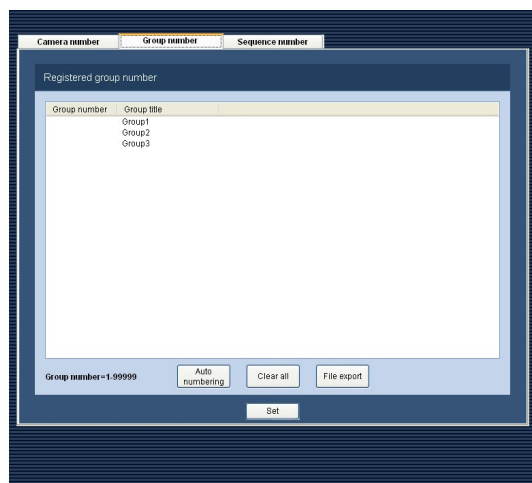 Camera number Group number Sequence number
Registered group number
Group number Group title
Group1
Group2
Group3
Group number=1-99999 Auto numbering Clear all File export
Set